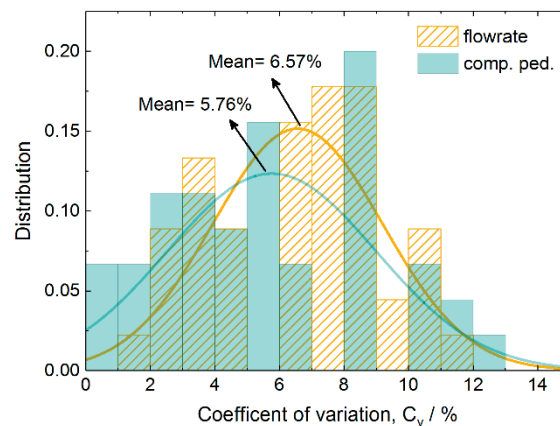 flowrate
comp. ped.
Mean= 6.57%
Mean= 5.76%
Distribution
0.20
0.15
0.10
0.05
0.00
0 2 4 6 8 10 12 14
Coefficent of variation, Cv / %